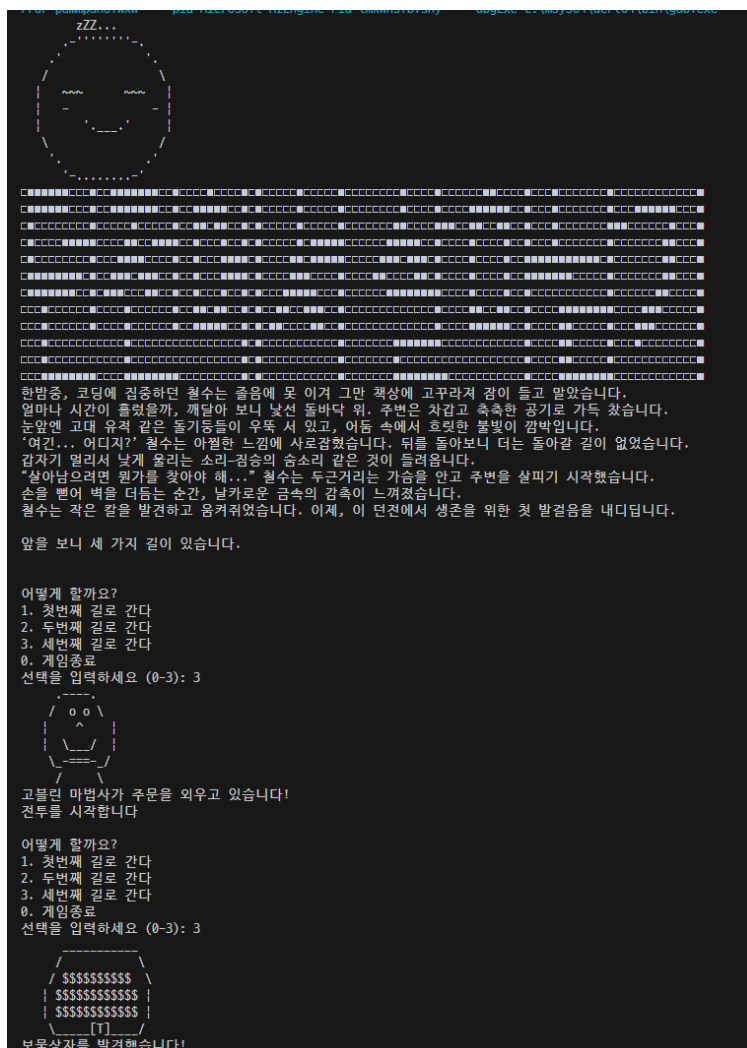 zZZ...
한밤중, 코딩에 집중하던 철수는 졸음에 못 이겨 그만 책상에 고꾸라져 잠이 들고 말았습니다.
얼마나 시간이 흘렀을까, 깨달아 보니 낯선 돌바닥 위. 주변은 차갑고 축축한 공기로 가득 찼습니다.
눈앞엔 고대 유적 같은 돌기둥들이 우뚝 서 있고, 어둠 속에서 흐릿한 불빛이 깜박입니다.
‘여긴... 어디지?’ 철수는 아찔한 느낌에 사로잡혔습니다. 뒤를 돌아보니 더는 돌아갈 길이 없었습니다.
갑자기 멀리서 낮게 울리는 소리—짐승의 숨소리 같은 것이 들려옵니다.
“살아남으려면 뭔가를 찾아야 해...” 철수는 두근거리는 가슴을 안고 주변을 살피기 시작했습니다.
손을 뻗어 벽을 더듬는 순간, 날카로운 금속의 감촉이 느껴졌습니다.
철수는 작은 칼을 발견하고 움켜쥐었습니다. 이제, 이 던전에서 생존을 위한 첫 발걸음을 내디딥니다.
앞을 보니 세 가지 길이 있습니다.
어떻게 할까요?
1. 첫번째 길로 간다
2. 두번째 길로 간다
3. 세번째 길로 간다
0. 게임종료
선택을 입력하세요 (0-3): 3
고블린 마법사가 주문을 외우고 있습니다!
전투를 시작합니다
어떻게 할까요?
1. 첫번째 길로 간다
2. 두번째 길로 간다
3. 세번째 길로 간다
0. 게임종료
선택을 입력하세요 (0-3): 3
$$$$$$$$$$
$$$$$$$$$$$$
$$$$$$$$$$$$
[T]
보물상자를 발견했습니다!